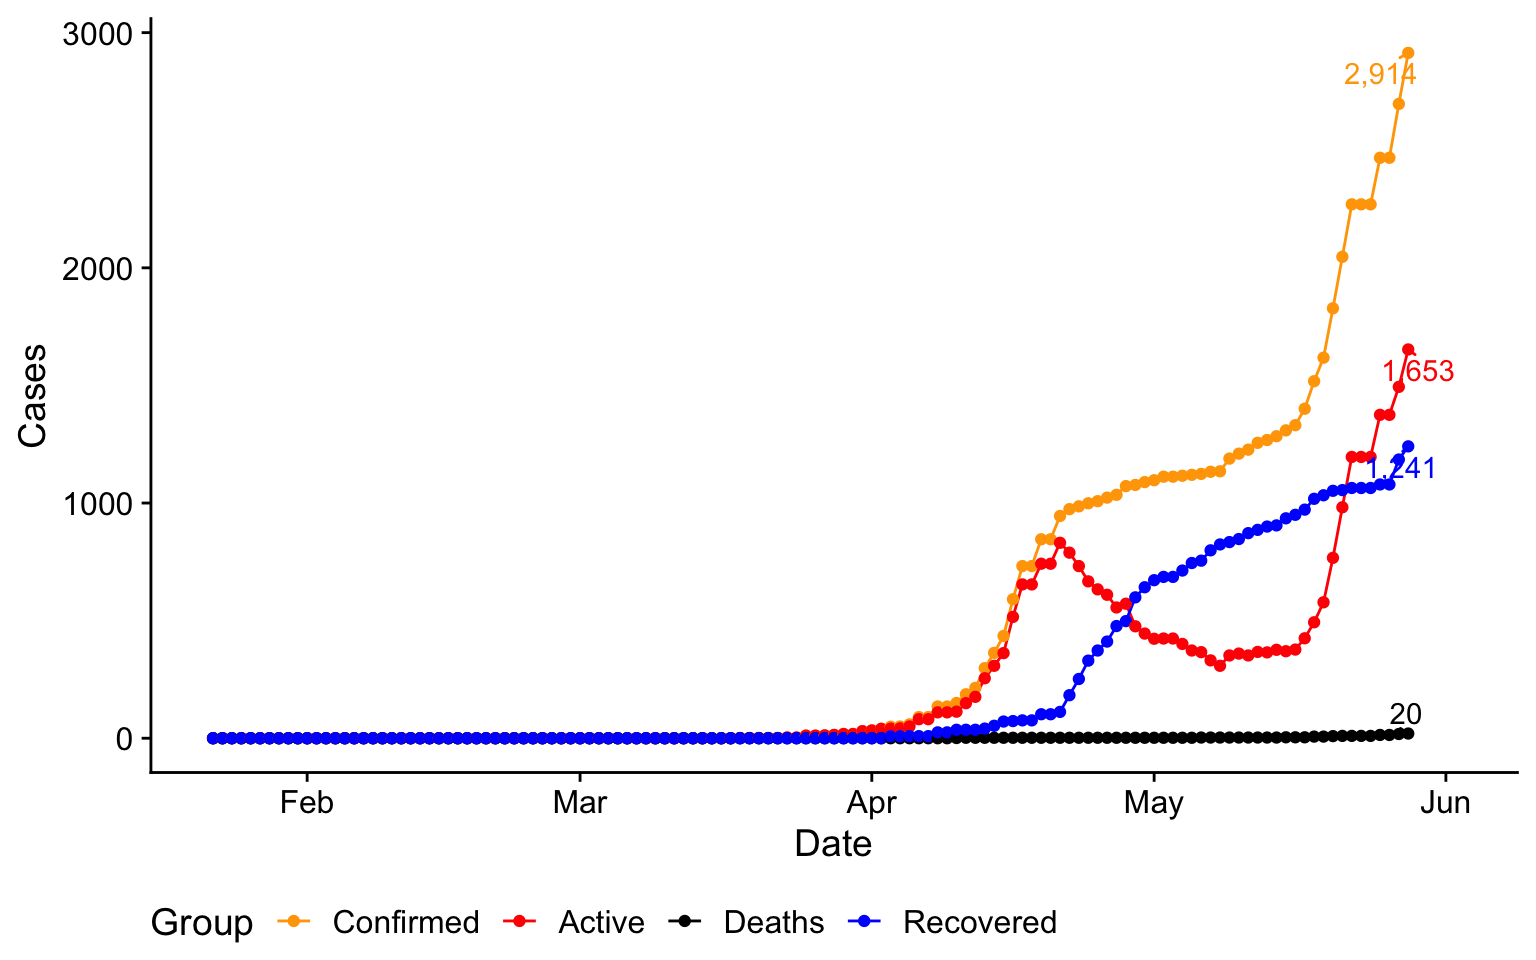 3000
2,914
2000
Cases
1,653
1,241
1000
20
0
Feb Mar Apr May Jun
Date
Group Confirmed Active Deaths Recovered